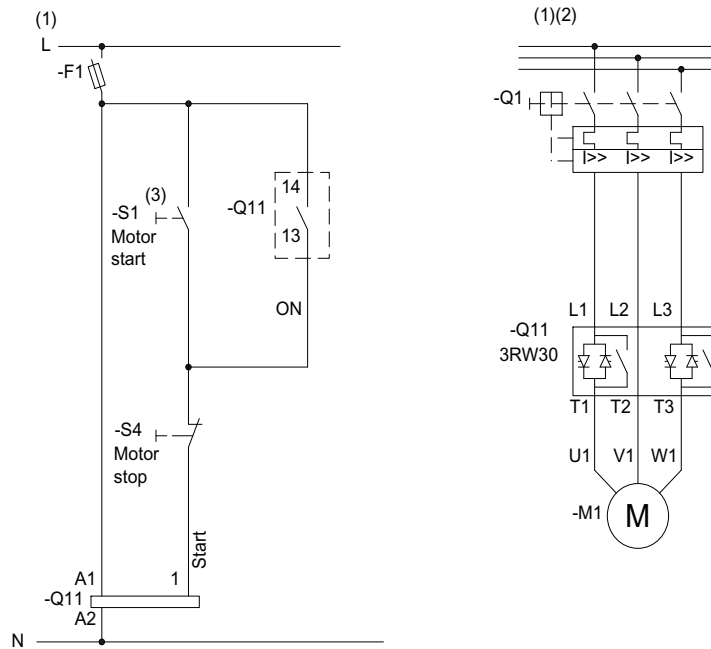 (1)
L
-F1
(3)
-S1
Motor
start
-Q11
14
13
ON
-S4
Motor
stop
Start
A1
1
-Q11
A2
N
(1)(2)
-Q1
I>> I>> I>>
L1 L2 L3
-Q11
3RW30
T1 T2 T3
U1 V1 W1
-M1
M